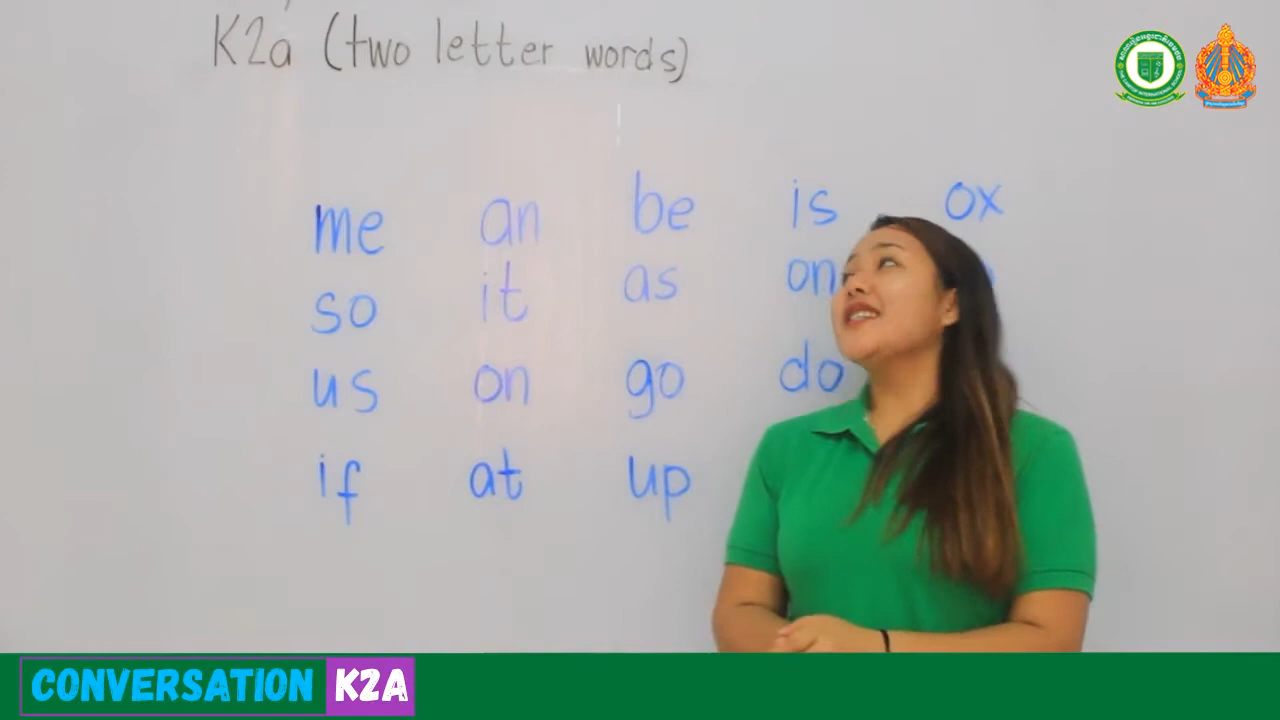 K2a (two letter words)
me an be is ox
so it as on
us on go do
if at up
CONVERSATION K2A